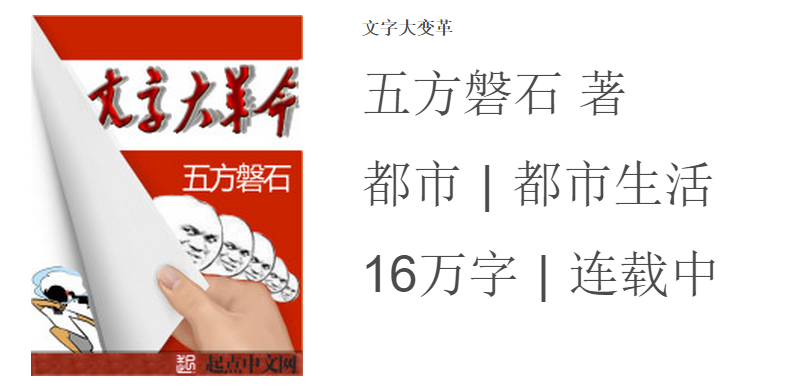 文字大革命
五方磐石
起点中文网
文字大变革
五方磐石 著
都市 | 都市生活
16万字 | 连载中